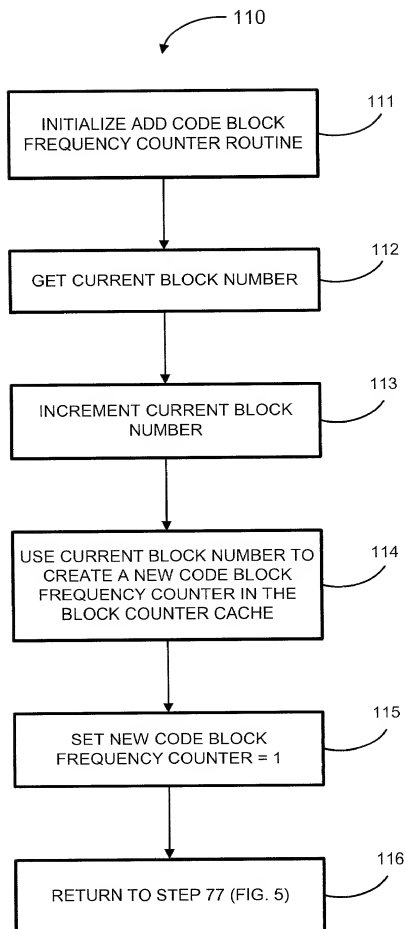 110
INITIALIZE ADD CODE BLOCK
FREQUENCY COUNTER ROUTINE
111
GET CURRENT BLOCK NUMBER
112
INCREMENT CURRENT BLOCK
NUMBER
113
USE CURRENT BLOCK NUMBER TO
CREATE A NEW CODE BLOCK
FREQUENCY COUNTER IN THE
BLOCK COUNTER CACHE
114
SET NEW CODE BLOCK
FREQUENCY COUNTER = 1
115
RETURN TO STEP 77 (FIG. 5)
116